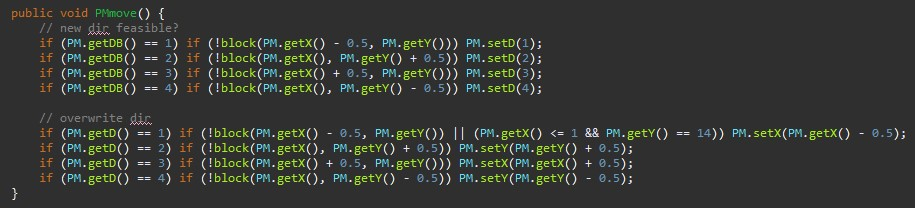 public void PMmove() {
// new dir feasible?
if (PM.getDB() == 1) if (!block(PM.getX() - 0.5, PM.getY())) PM.setD(1);
if (PM.getDB() == 2) if (!block(PM.getX(), PM.getY() + 0.5)) PM.setD(2);
if (PM.getDB() == 3) if (!block(PM.getX() + 0.5, PM.getY())) PM.setD(3);
if (PM.getDB() == 4) if (!block(PM.getX(), PM.getY() - 0.5)) PM.setD(4);
// overwrite dir
if (PM.getD() == 1) if (!block(PM.getX() - 0.5, PM.getY()) || (PM.getX() <= 1 && PM.getY() == 14)) PM.setX(PM.getX() - 0.5);
if (PM.getD() == 2) if (!block(PM.getX(), PM.getY() + 0.5)) PM.setY(PM.getY() + 0.5);
if (PM.getD() == 3) if (!block(PM.getX() + 0.5, PM.getY())) PM.setX(PM.getX() + 0.5);
if (PM.getD() == 4) if (!block(PM.getX(), PM.getY() - 0.5)) PM.setY(PM.getY() - 0.5);
}